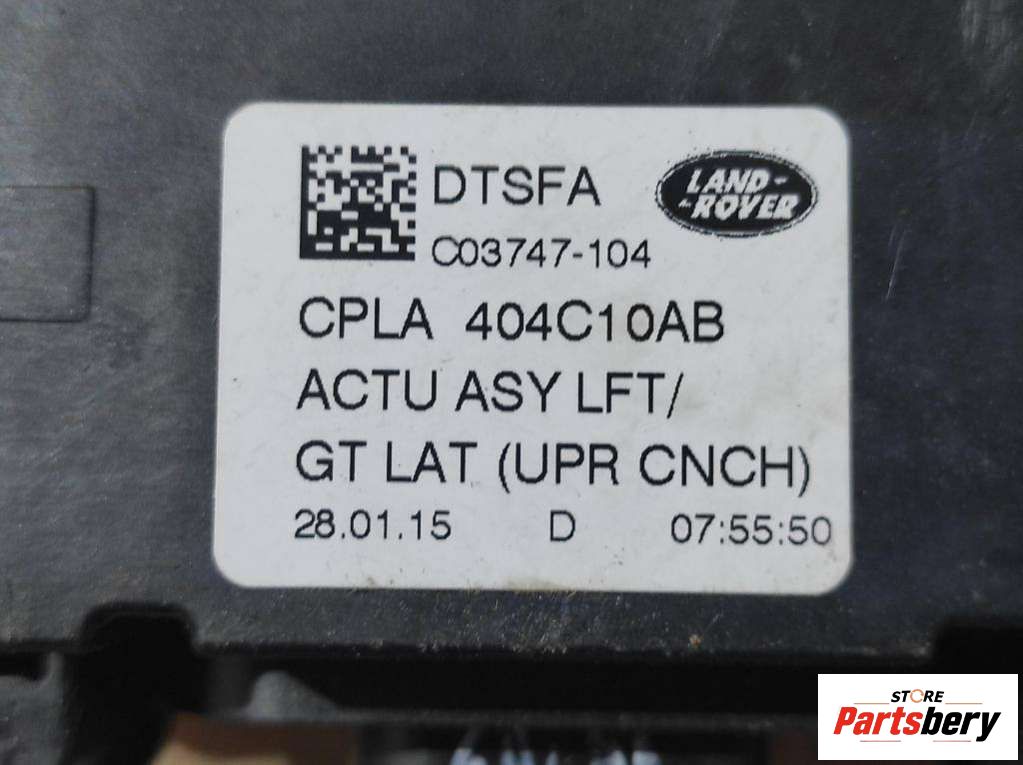 DTSFA
LAND-
-ROVER
C03747-104
CPLA 404C10AB
ACTU ASY LFT/
GT LAT (UPR CNCH)
28.01.15 D 07:55:50
STORE
Partsbery